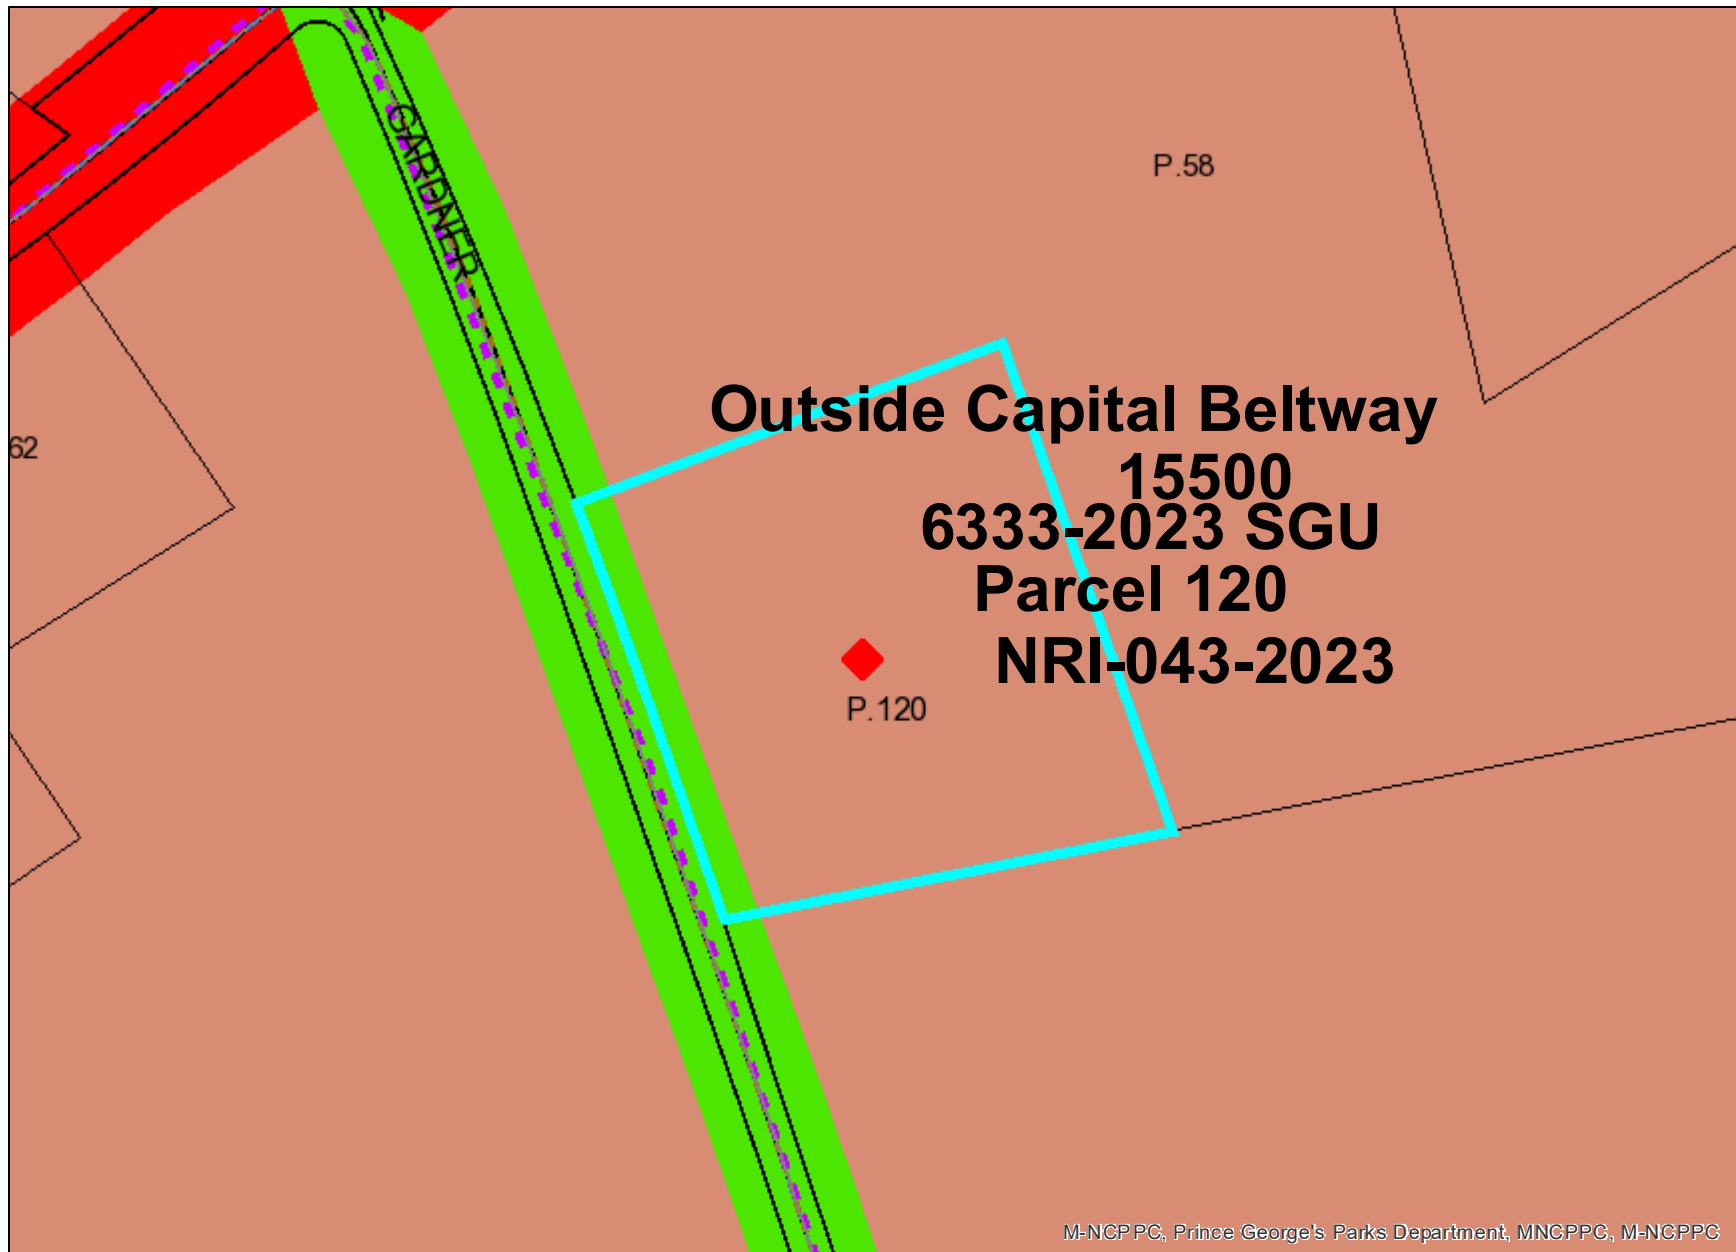 GARDNER
P.58
62
Outside Capital Beltway
15500
6333-2023 SGU
Parcel 120
NRI-043-2023
P.120
M-NCPPC, Prince George's Parks Department, MNCPPC, M-NCPPC